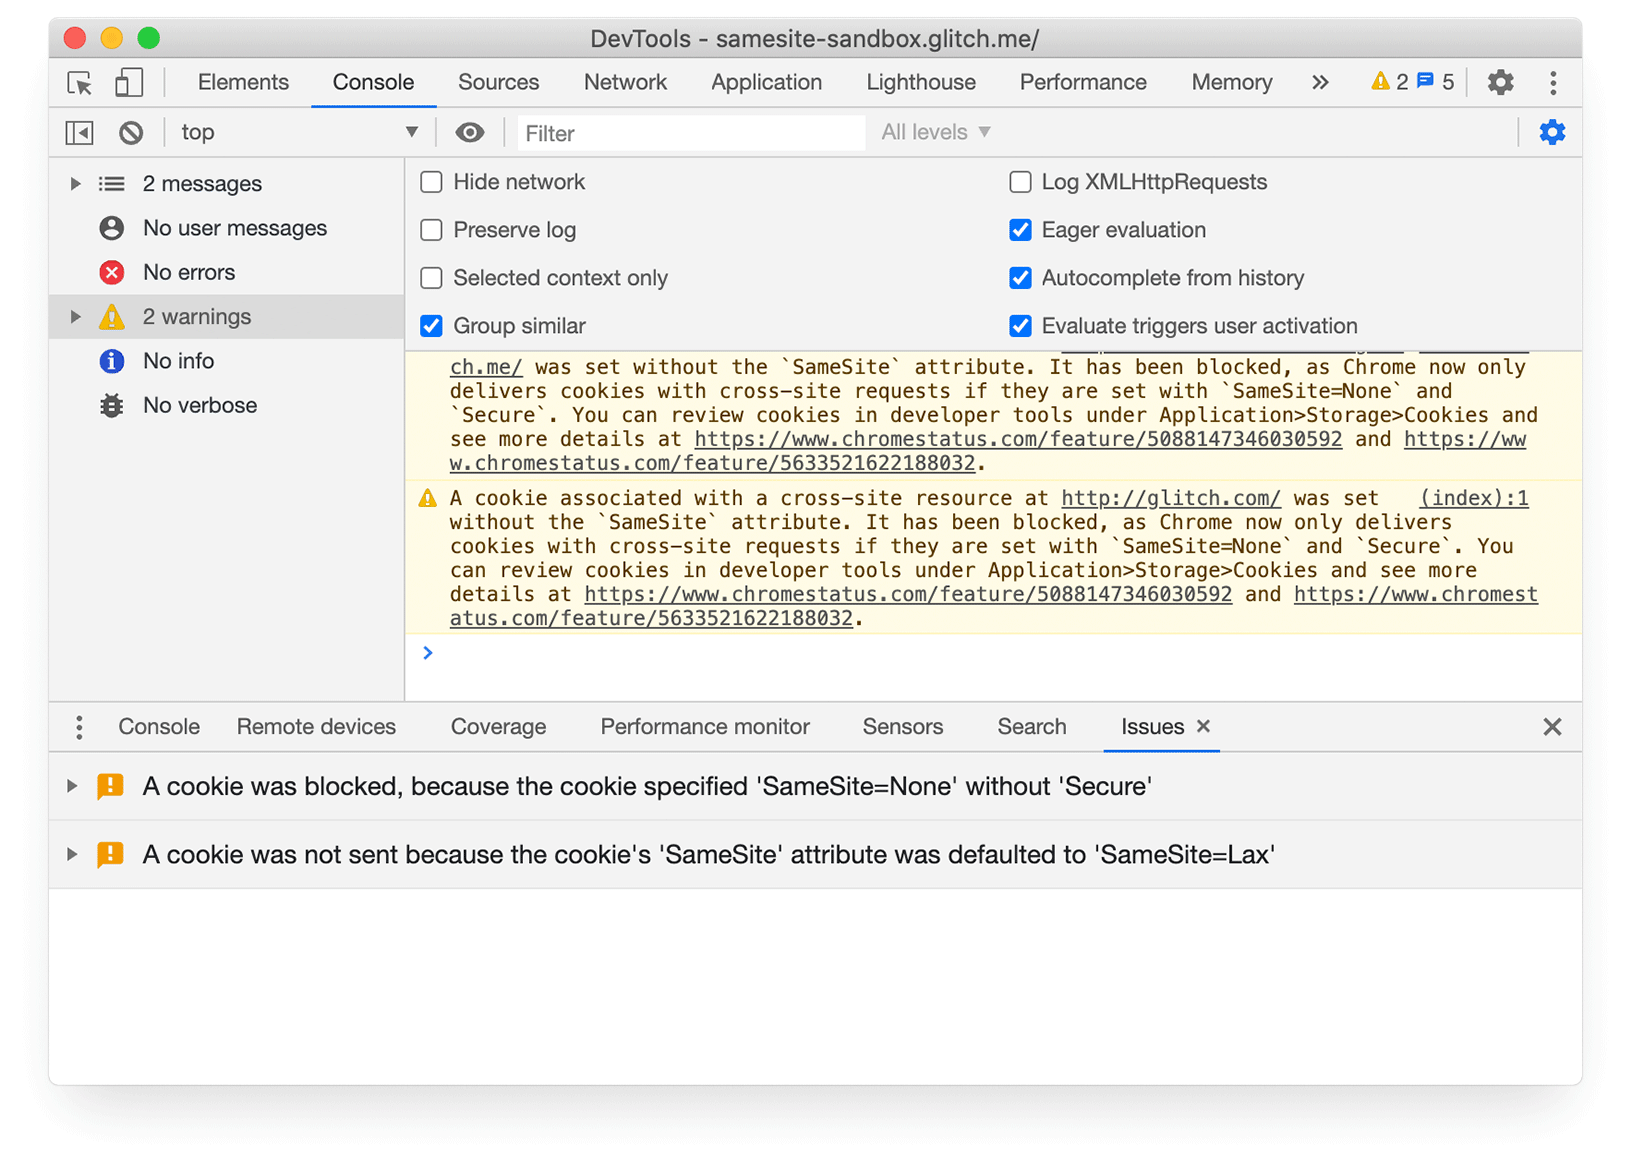 DevTools - samesite-sandbox.glitch.me/
Elements Console Sources Network Application Lighthouse Performance Memory » 2 5
top Filter All levels
2 messages
No user messages
No errors
2 warnings
No info
No verbose
Hide network Log XMLHttpRequests
Preserve log Eager evaluation
Selected context only Autocomplete from history
Group similar Evaluate triggers user activation
ch.me/ was set without the `SameSite` attribute. It has been blocked, as Chrome now only
delivers cookies with cross-site requests if they are set with `SameSite=None` and
`Secure`. You can review cookies in developer tools under Application>Storage>Cookies and
see more details at https://www.chromestatus.com/feature/5088147346030592 and https://ww
w.chromestatus.com/feature/5633521622188032.
A cookie associated with a cross-site resource at http://glitch.com/ was set (index):1
without the `SameSite` attribute. It has been blocked, as Chrome now only delivers
cookies with cross-site requests if they are set with `SameSite=None` and `Secure`. You
can review cookies in developer tools under Application>Storage>Cookies and see more
details at https://www.chromestatus.com/feature/5088147346030592 and https://www.chromest
atus.com/feature/5633521622188032.
Console Remote devices Coverage Performance monitor Sensors Search Issues
A cookie was blocked, because the cookie specified 'SameSite=None' without 'Secure'
A cookie was not sent because the cookie's 'SameSite' attribute was defaulted to 'SameSite=Lax'